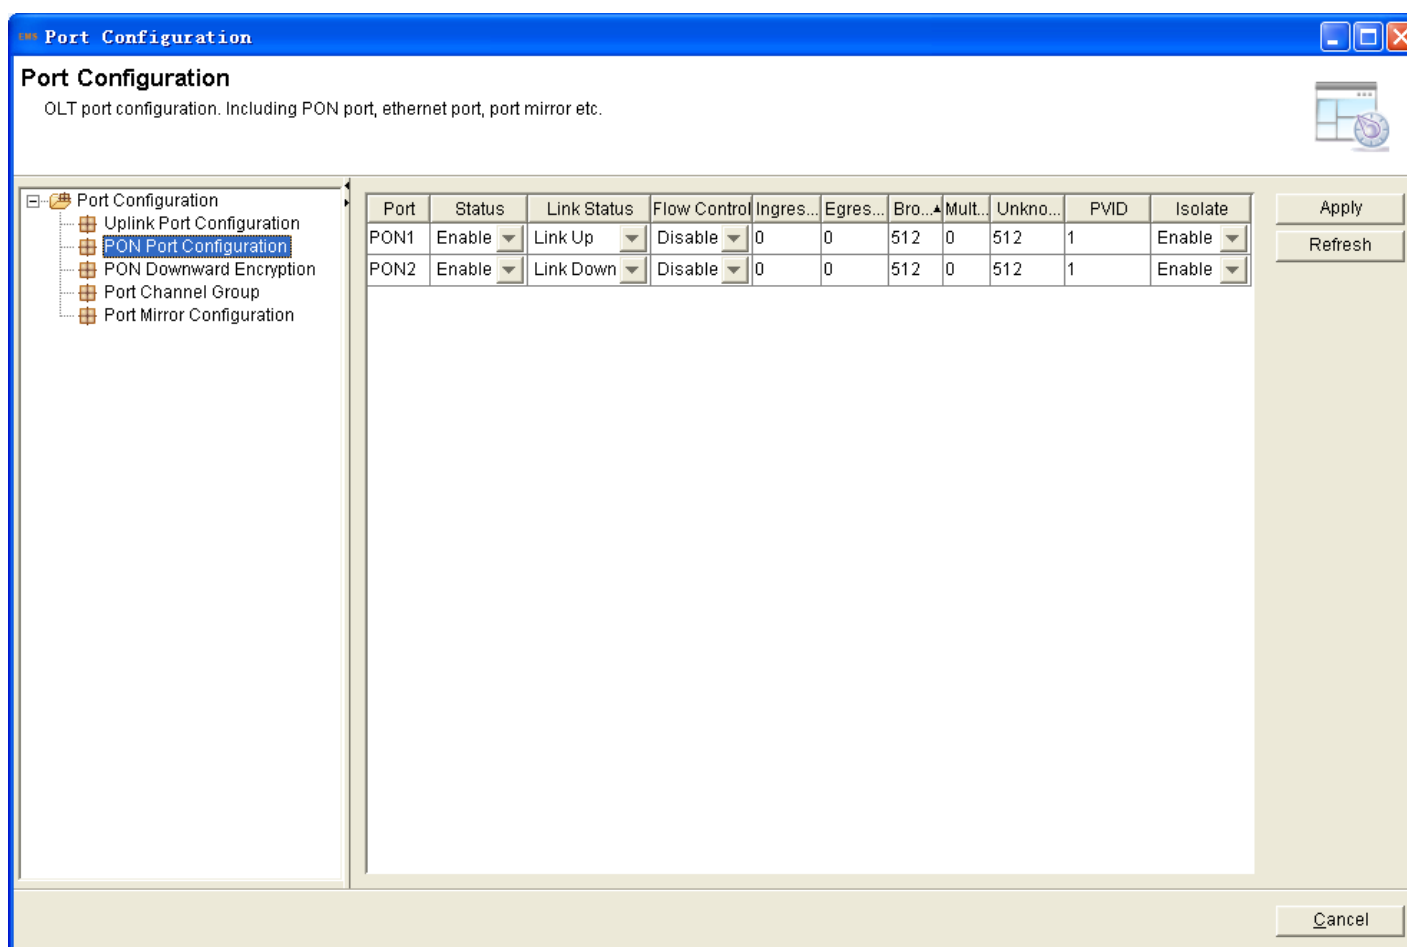 EMS Port Configuration
Port Configuration
OLT port configuration. Including PON port, ethernet port, port mirror etc.
Port Configuration
Uplink Port Configuration
PON Port Configuration
PON Downward Encryption
Port Channel Group
Port Mirror Configuration
Port Status Link Status Flow Control Ingres... Egres... Bro... Mult... Unkno... PVID Isolate
PON1 Enable Link Up Disable 0 0 512 0 512 1 Enable
PON2 Enable Link Down Disable 0 0 512 0 512 1 Enable
Apply
Refresh
Cancel